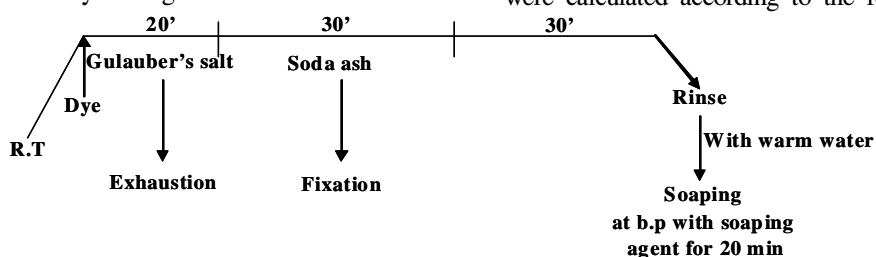 were calculated according to the
20’ 30’ 30’
Gulauber’s salt Soda ash
Dye Rinse
R.T With warm water
Exhaustion Fixation Soaping
at b.p with soaping
agent for 20 min